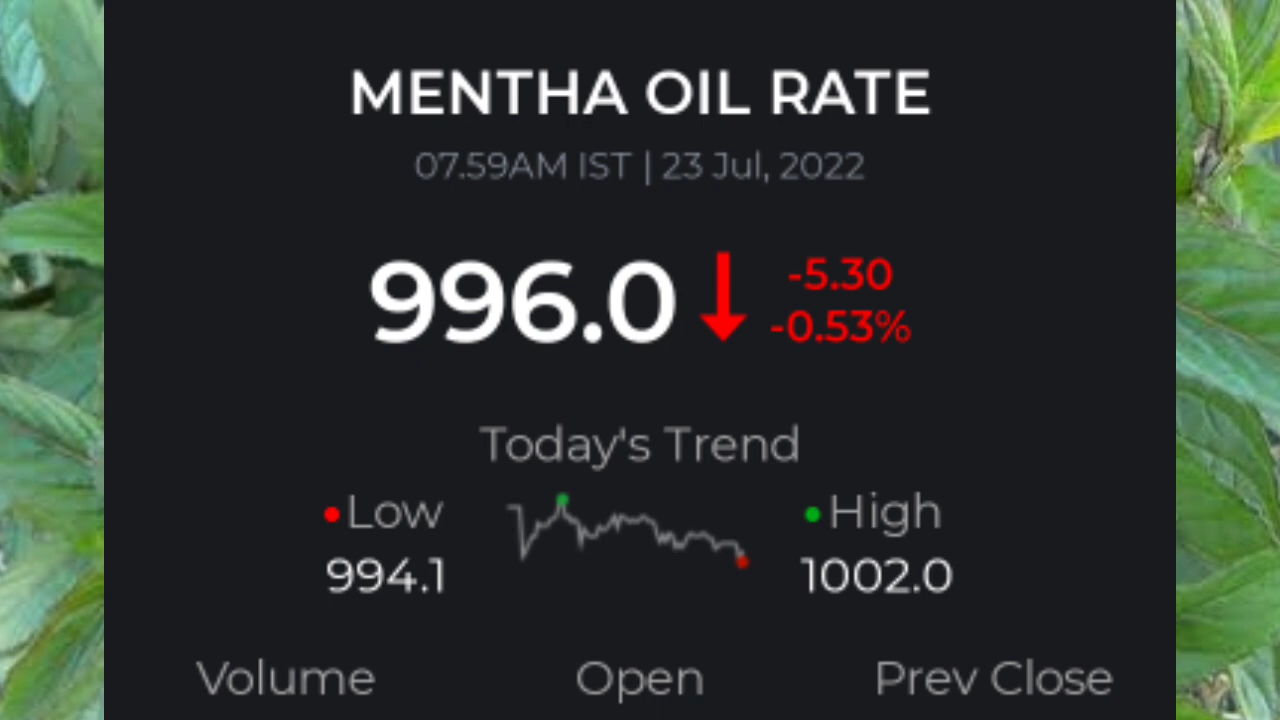 MENTHA OIL RATE
07.59AM IST | 23 Jul, 2022
996.0
-5.30
-0.53%
Today's Trend
Low
High
994.1
1002.0
Volume Open Prev Close